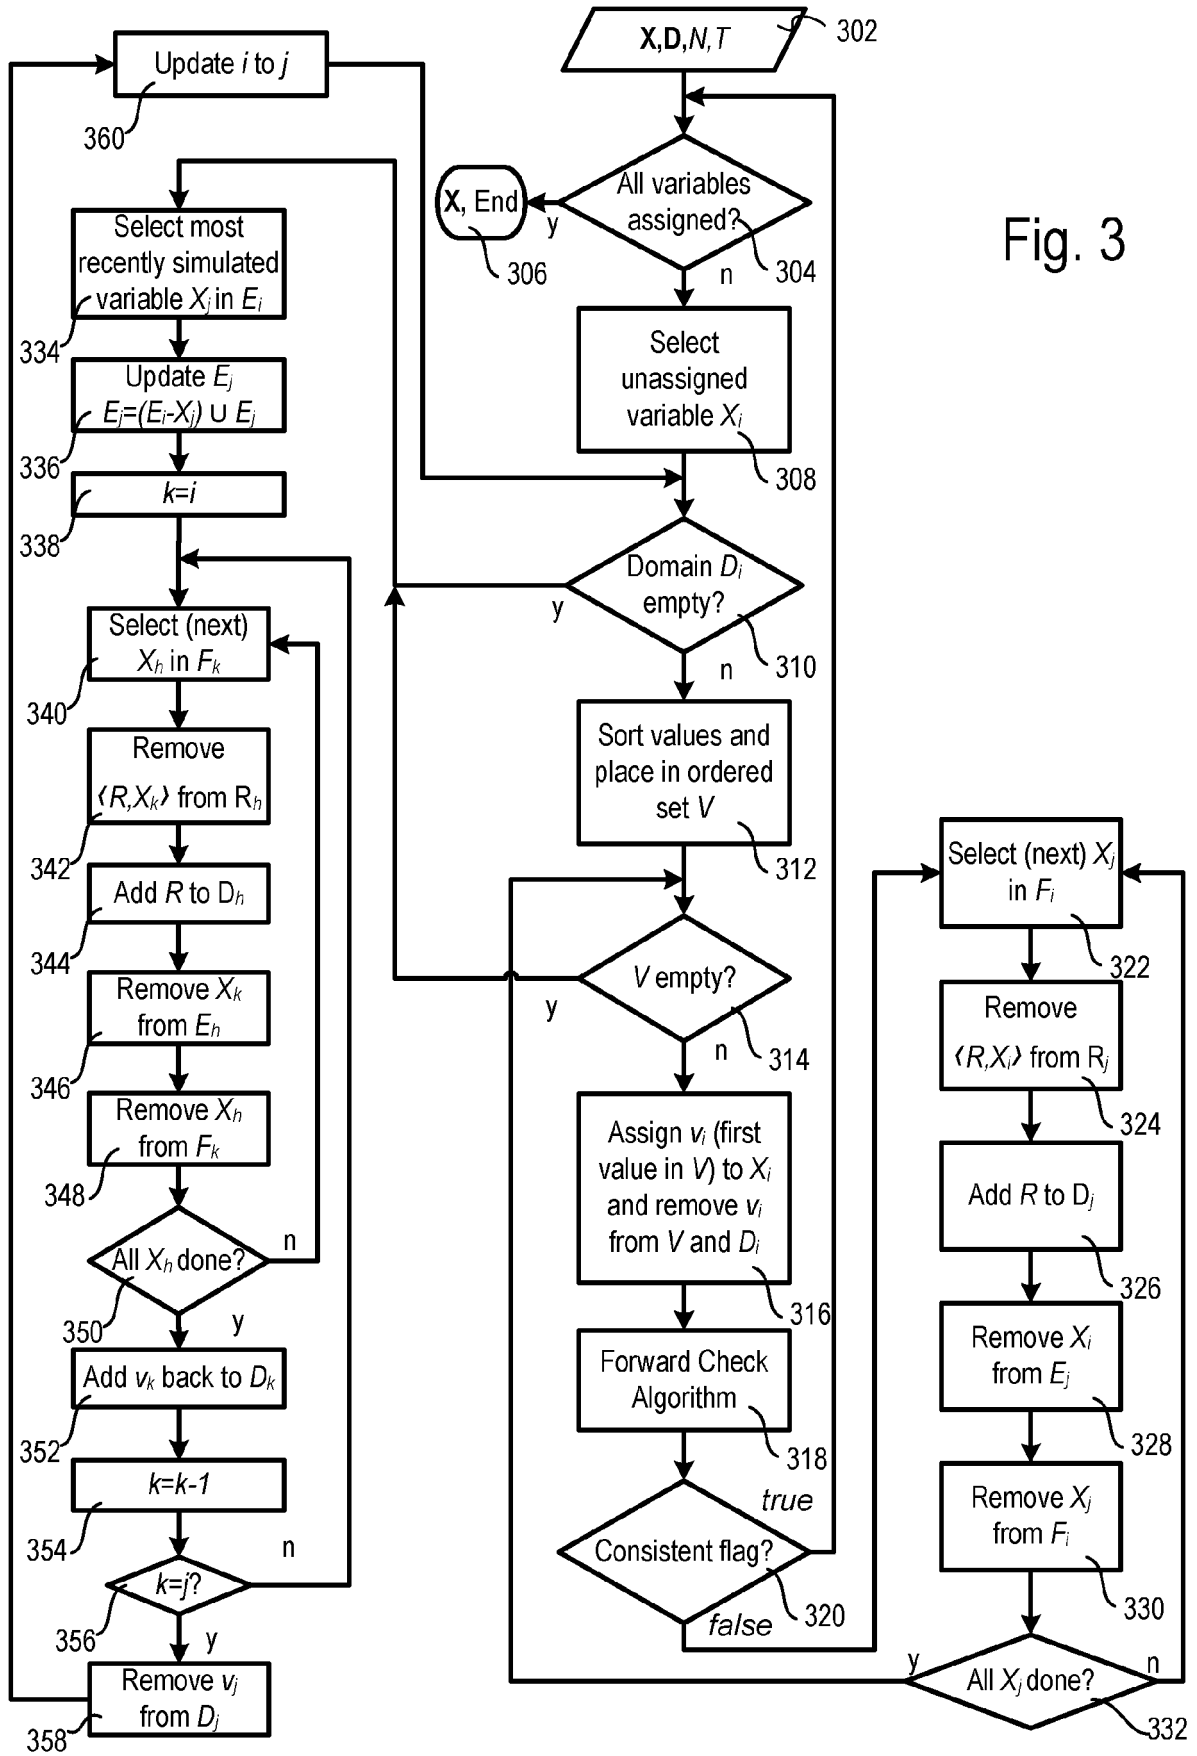 Update i to j
360
X,D,N,T
302
All variables
assigned?
304
y
n
X, End
306
Fig. 3
Select most
recently simulated
variable Xj in Ei
334
Update Ej
Ej=(Ei-Xj) ∪ Ej
336
k=i
338
Select
unassigned
variable Xi
308
Domain Di
empty?
310
y
n
Select (next)
Xh in Fk
340
Remove
⟨R,Xk⟩ from Rh
342
Add R to Dh
344
Remove Xk
from Eh
346
Remove Xh
from Fk
348
All Xh done?
n
350
y
Add vk back to Dk
352
k=k-1
354
n
k=j?
356
y
Remove vj
from Dj
358
Sort values and
place in ordered
set V
312
V empty?
314
y
n
Assign vi (first
value in V) to Xi
and remove vi
from V and Di
316
Forward Check
Algorithm
318
true
Consistent flag?
320
false
Select (next) Xj
in Fi
322
Remove
⟨R,Xi⟩ from Rj
324
Add R to Dj
326
Remove Xi
from Ej
328
Remove Xj
from Fi
330
y
n
All Xj done?
332